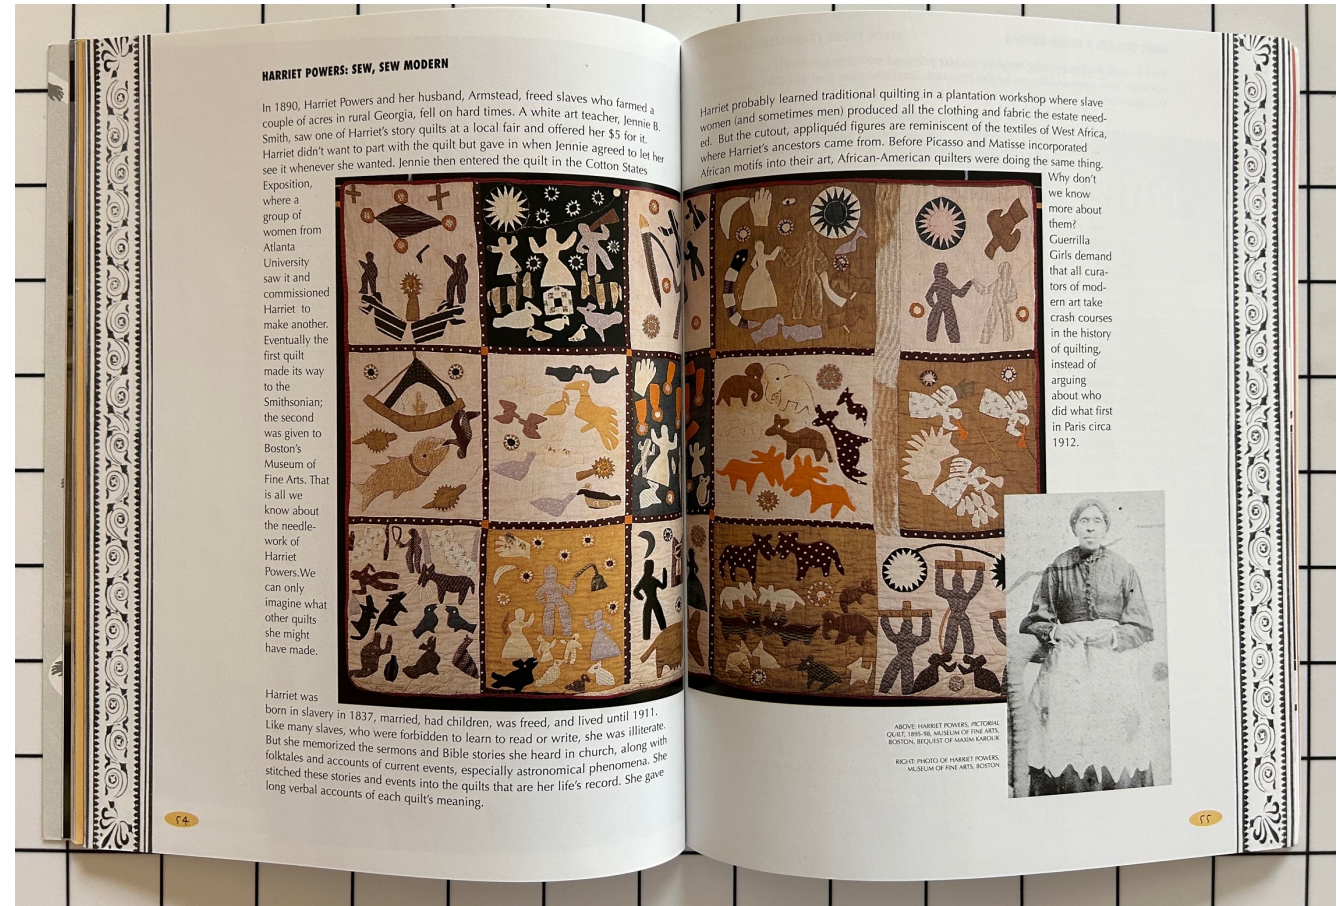 HARRIET POWERS: SEW, SEW MODERN
In 1890, Harriet Powers and her husband, Armstead, freed slaves who farmed a
couple of acres in rural Georgia, fell on hard times. A white art teacher, Jennie B.
Smith, saw one of Harriet's story quilts at a local fair and offered her $5 for it.
Harriet didn't want to part with the quilt but gave in when Jennie agreed to let her
see it whenever she wanted. Jennie then entered the quilt in the Cotton States
Exposition,
where a
group of
women from
Atlanta
University
saw it and
commissioned
Harriet to
make another.
Eventually the
first quilt
made its way
to the
Smithsonian;
the second
was given to
Boston's
Museum of
Fine Arts. That
is all we
know about
the needle-
work of
Harriet
Powers.We
can only
imagine what
other quilts
she might
have made.
Harriet was
born in slavery in 1837, married, had children, was freed, and lived until 1911.
Like many slaves, who were forbidden to learn to read or write, she was illiterate.
But she memorized the sermons and Bible stories she heard in church, along with
folktales and accounts of current events, especially astronomical phenomena. She
stitched these stories and events into the quilts that are her life's record. She gave
long verbal accounts of each quilt's meaning.
54
Harriet probably learned traditional quilting in a plantation workshop where slave
women (and sometimes men) produced all the clothing and fabric the estate need-
ed. But the cutout, appliquéd figures are reminiscent of the textiles of West Africa,
where Harriet's ancestors came from. Before Picasso and Matisse incorporated
African motifs into their art, African-American quilters were doing the same thing.
Why don't
we know
more about
them?
Guerrilla
Girls demand
that all cura-
tors of mod-
ern art take
crash courses
in the history
of quilting,
instead of
arguing
about who
did what first
in Paris circa
1912.
ABOVE: HARRIET POWERS, PICTORIAL
QUILT, 1895-98, MUSEUM OF FINE ARTS,
BOSTON, BEQUEST OF MAXIM KAROLIK
RIGHT: PHOTO OF HARRIET POWERS,
MUSEUM OF FINE ARTS, BOSTON
55